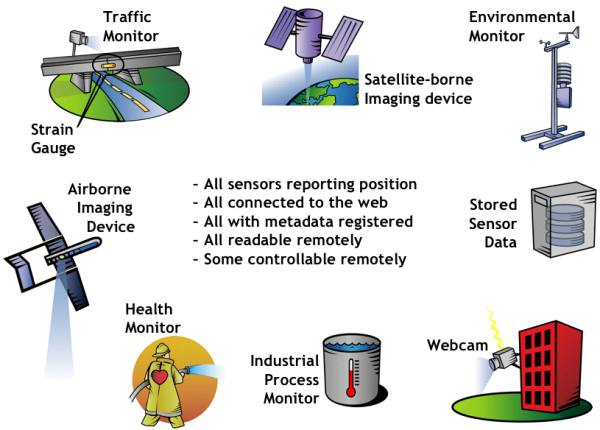 Traffic
Monitor
Strain
Gauge
Satellite-borne
Imaging device
Environmental
Monitor
Airborne
Imaging
Device
- All sensors reporting position
- All connected to the web
- All with metadata registered
- All readable remotely
- Some controllable remotely
Stored
Sensor
Data
Health
Monitor
Industrial
Process
Monitor
Webcam